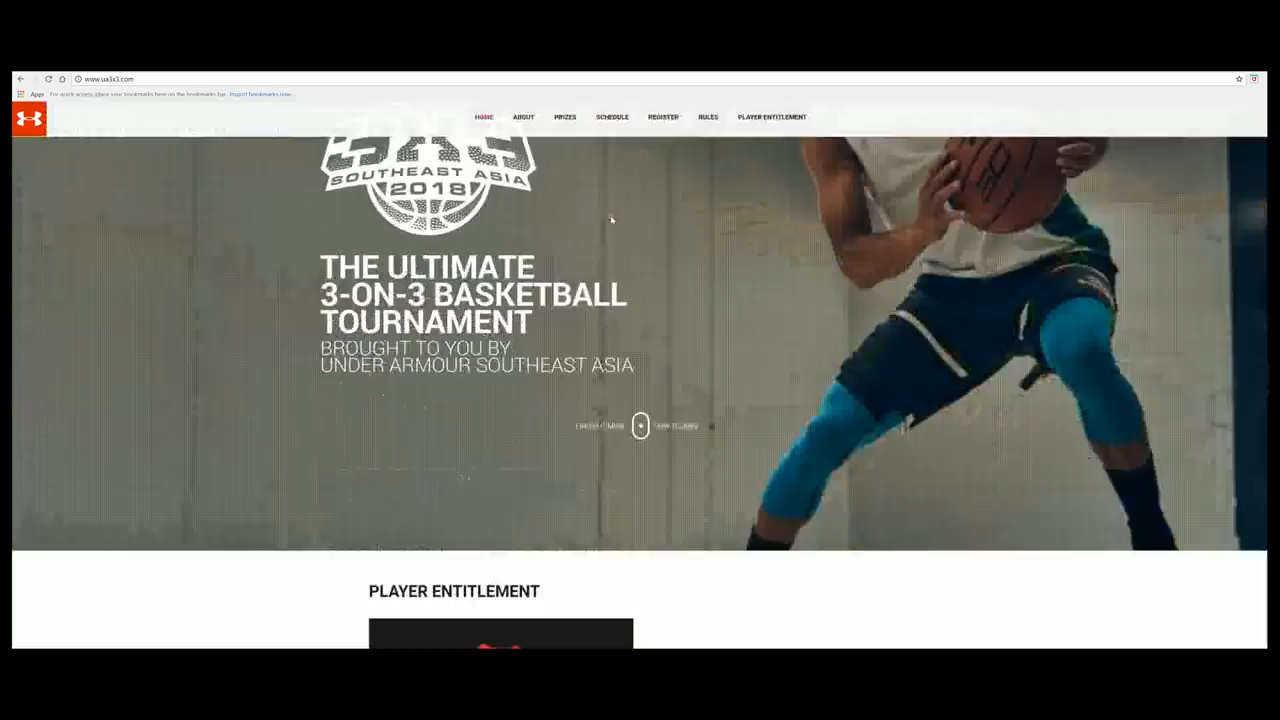 www.ua3x3.com
Apps For quick access, place your bookmarks here on the bookmarks bar. Import bookmarks now...
HOME ABOUT PRIZES SCHEDULE REGISTER RULES PLAYER ENTITLEMENT
3X3
SOUTHEAST ASIA
2018
THE ULTIMATE
3-ON-3 BASKETBALL
TOURNAMENT
BROUGHT TO YOU BY
UNDER ARMOUR SOUTHEAST ASIA
PLAYER ENTITLEMENT